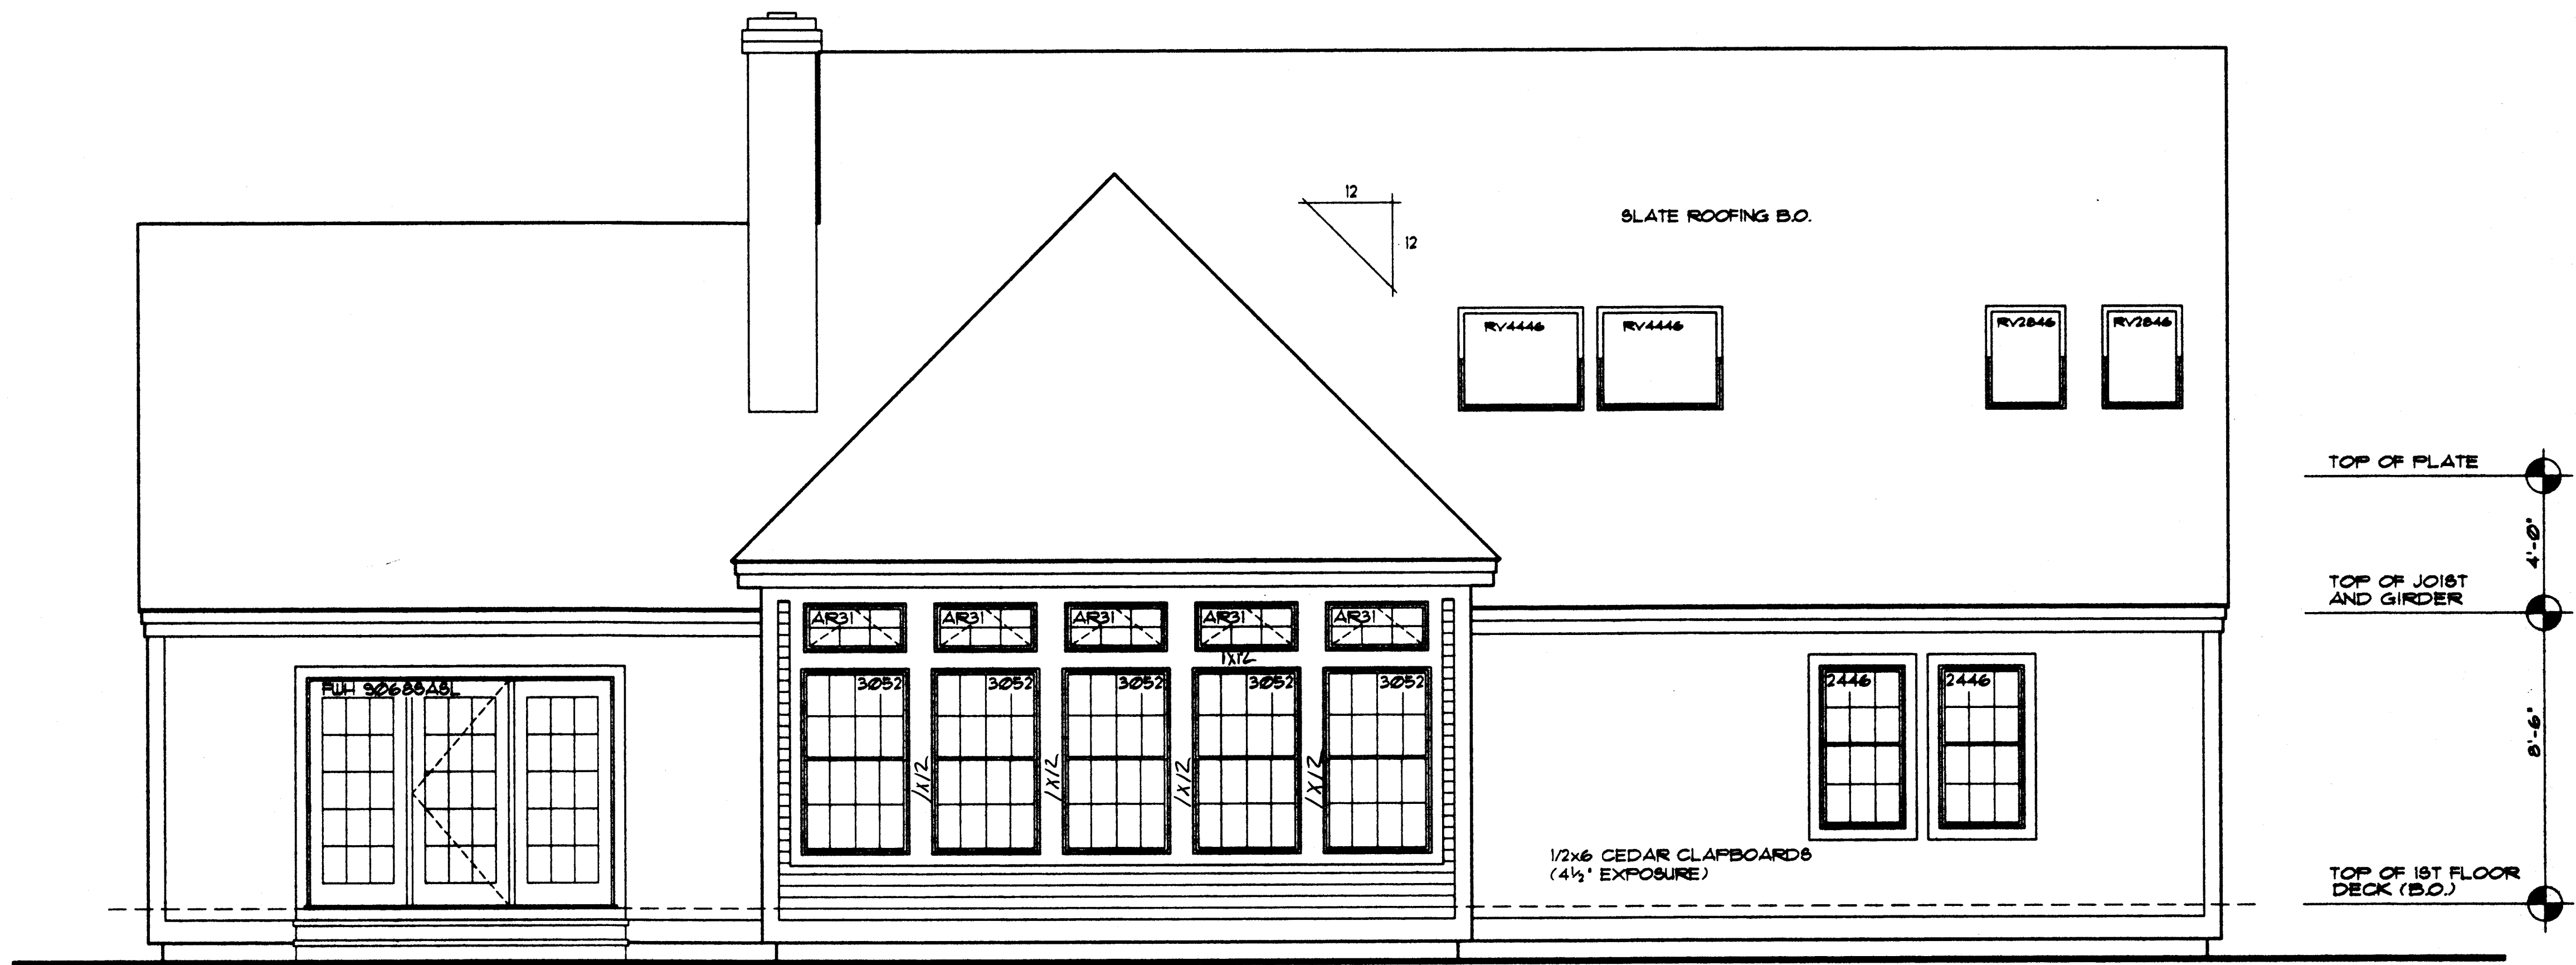 12
12
SLATE ROOFING B.O.
RV4446
RV4446
RV2846
RV2846
TOP OF PLATE
4'-0"
TOP OF JOIST
AND GIRDER
8'-6"
TOP OF 1ST FLOOR
DECK (B.O.)
AR31
AR31
AR31
AR31
AR31
1X12
FWH 90688ASL
3052
3052
3052
3052
3052
2446
2446
1X12
1X12
1X12
1X12
1/2x6 CEDAR CLAPBOARDS
(4½" EXPOSURE)